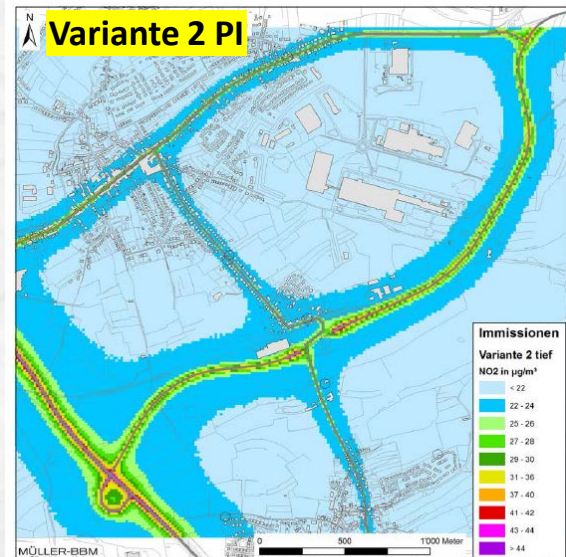 N
Variante 2 PI
Immissionen
Variante 2 tief
NO2 in µg/m³
< 22
22 - 24
25 - 26
27 - 28
29 - 30
31 - 36
37 - 40
41 - 42
43 - 44
> 44
MÜLLER-BBM
0 500 1'000 Meter